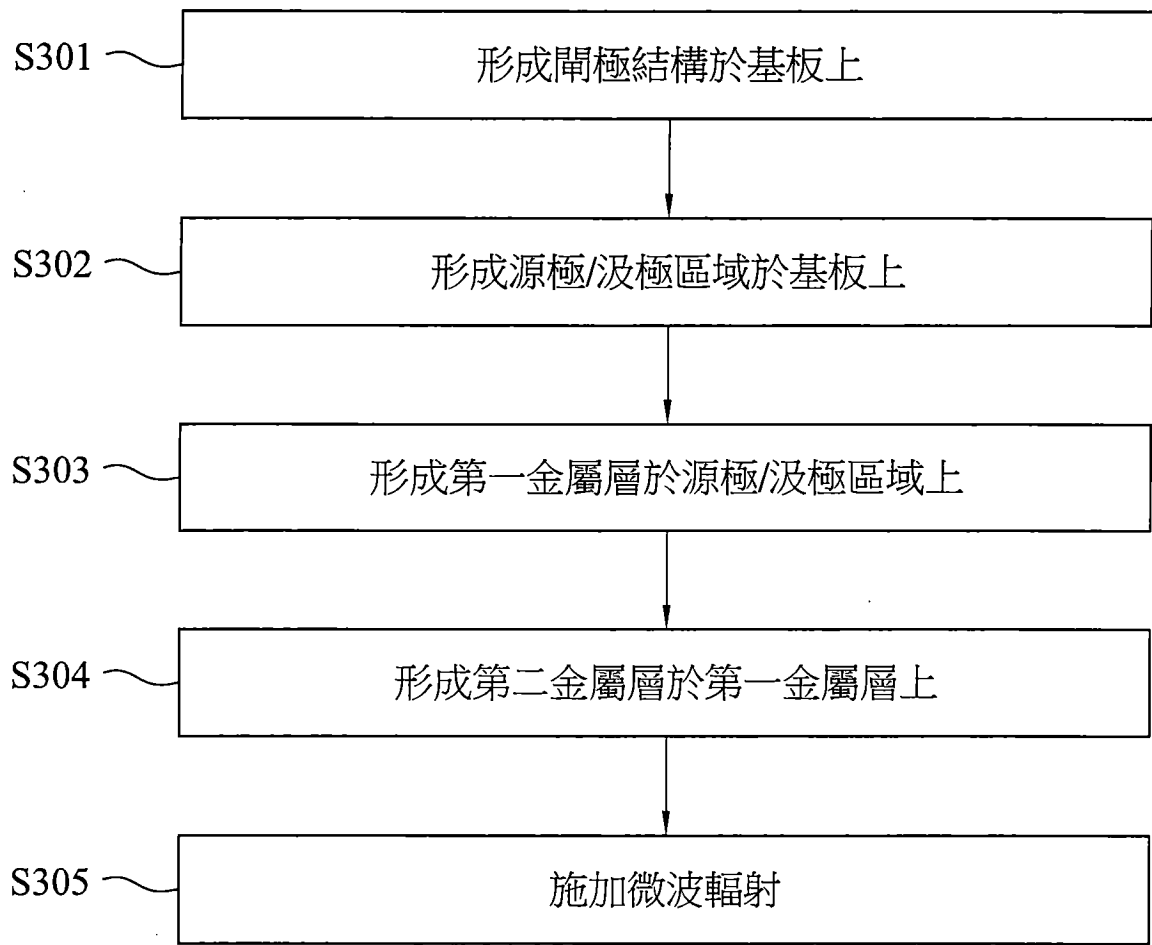 S301 形成閘極結構於基板上
S302 形成源極/汲極區域於基板上
S303 形成第一金屬層於源極/汲極區域上
S304 形成第二金屬層於第一金屬層上
S305 施加微波輻射